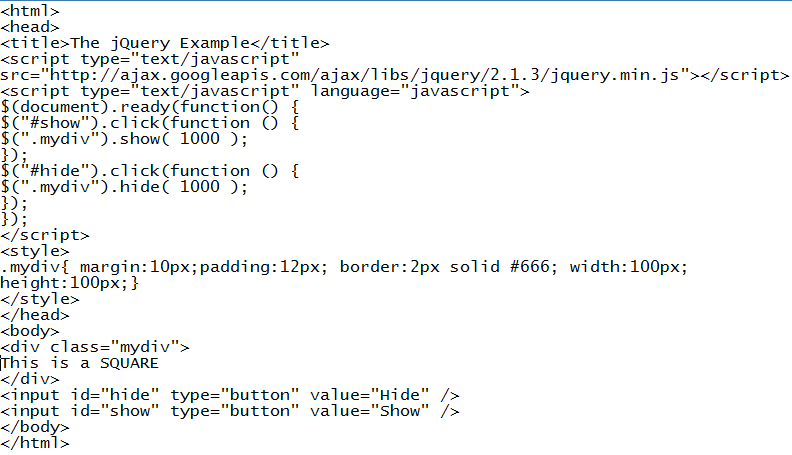 <html>
<head>
<title>The jQuery Example</title>
<script type="text/javascript"
src="http://ajax.googleapis.com/ajax/libs/jquery/2.1.3/jquery.min.js"></script>
<script type="text/javascript" language="javascript">
$(document).ready(function() {
$("#show").click(function () {
$(".mydiv").show( 1000 );
});
$("#hide").click(function () {
$(".mydiv").hide( 1000 );
});
});
</script>
<style>
.mydiv{ margin:10px;padding:12px; border:2px solid #666; width:100px;
height:100px;}
</style>
</head>
<body>
<div class="mydiv">
This is a SQUARE
</div>
<input id="hide" type="button" value="Hide" />
<input id="show" type="button" value="Show" />
</body>
</html>